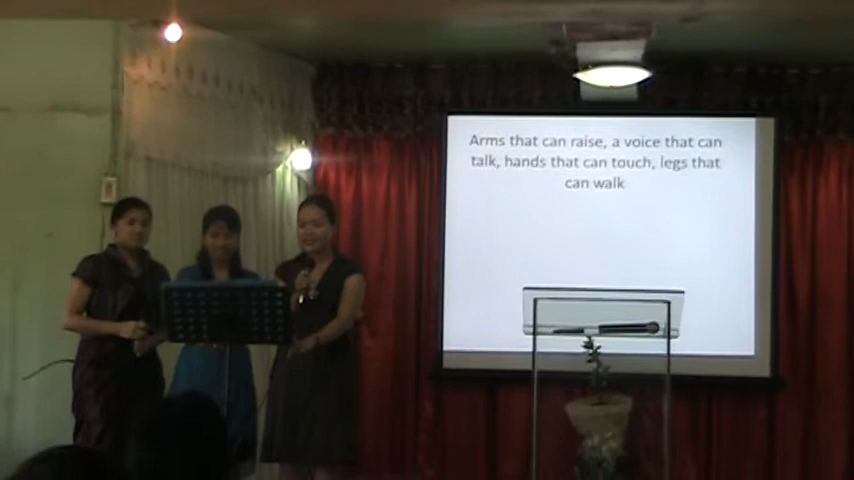 Arms that can raise, a voice that can
talk, hands that can touch, legs that
can walk